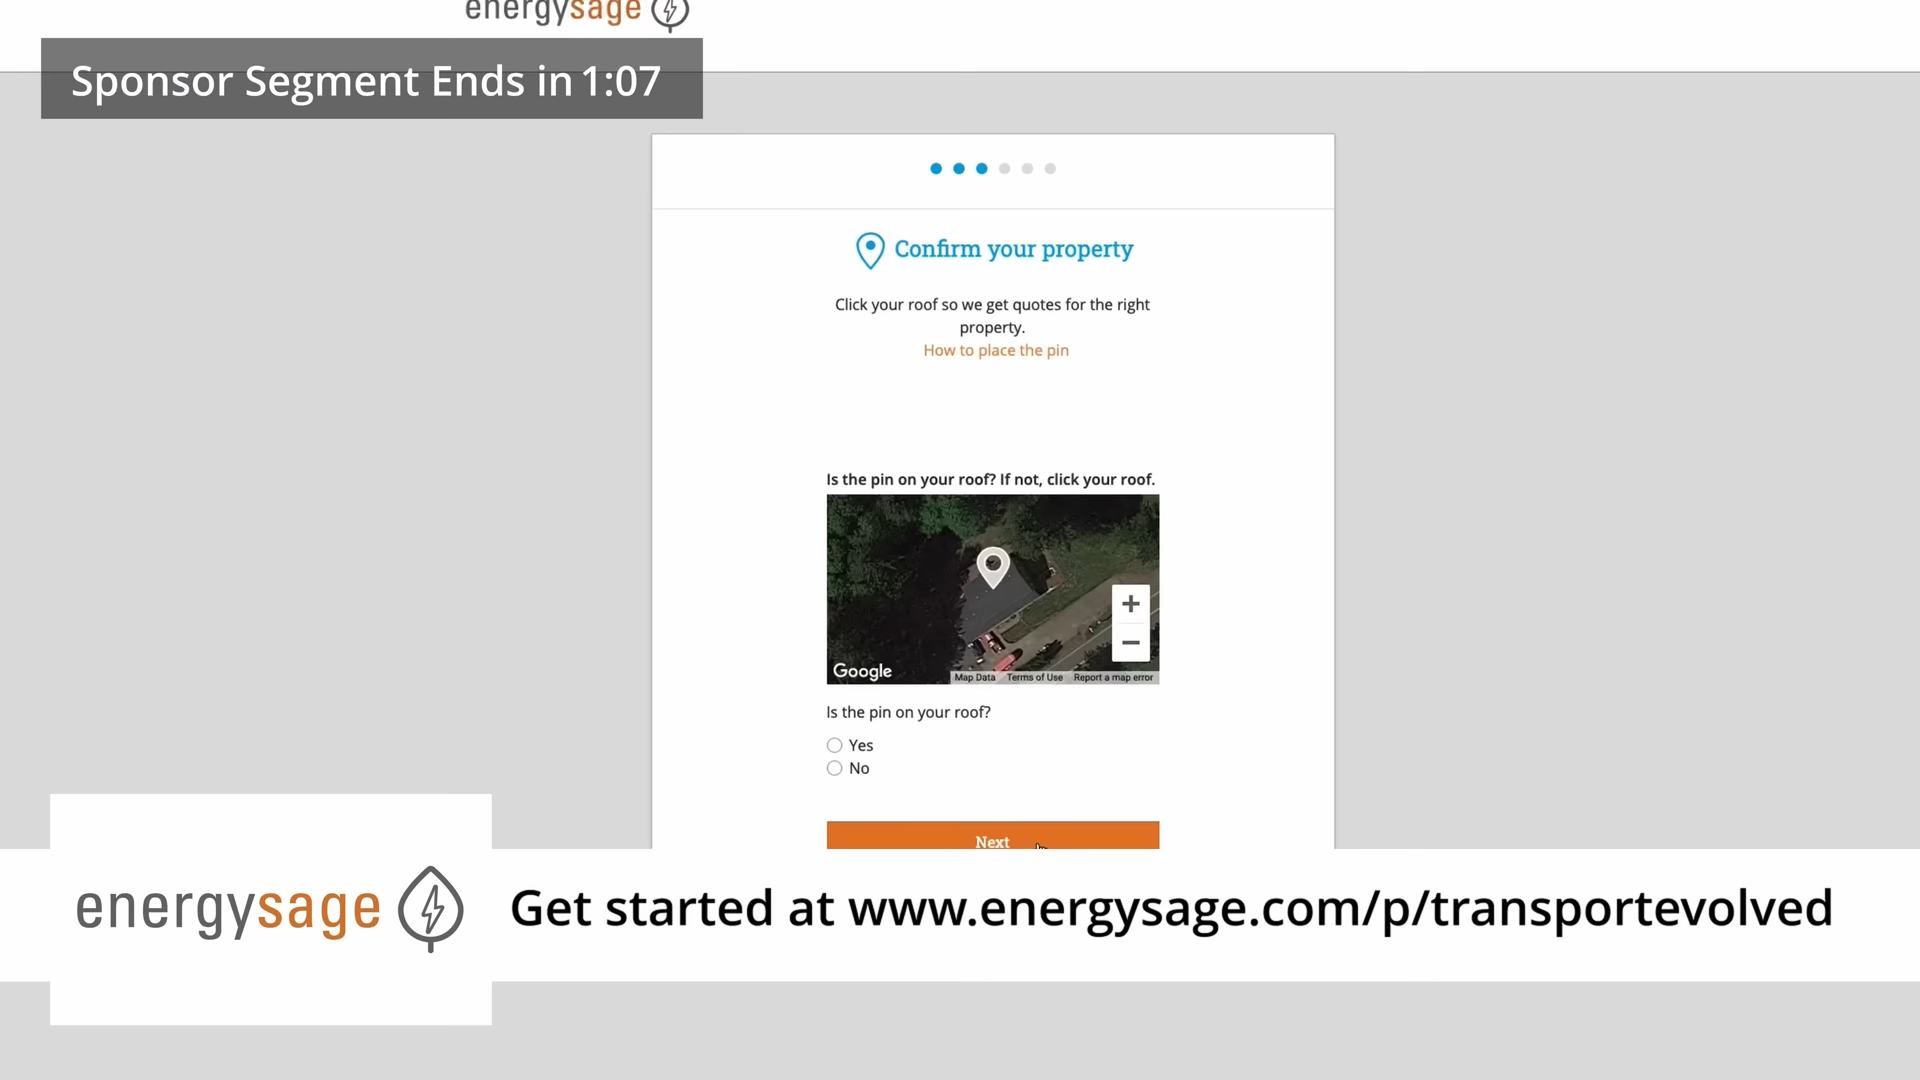 energysage
Sponsor Segment Ends in 1:07
Confirm your property
Click your roof so we get quotes for the right
property.
How to place the pin
Is the pin on your roof? If not, click your roof.
+
−
Google
Map Data Terms of Use Report a map error
Is the pin on your roof?
Yes
No
Next
energysage
Get started at www.energysage.com/p/transportevolved